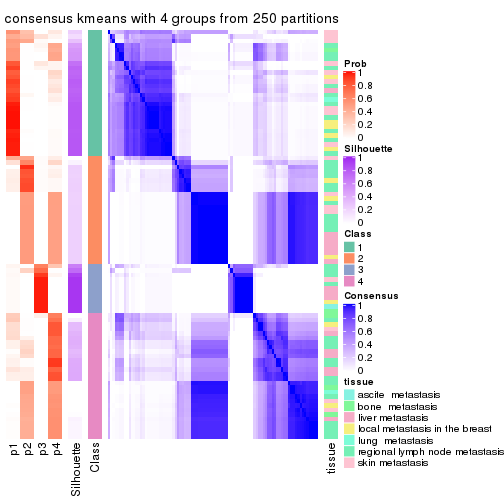 consensus kmeans with 4 groups from 250 partitions
Prob
1
0.8
0.6
0.4
0.2
0
Silhouette
1
0.8
0.6
0.4
0.2
0
Class
1
2
3
4
Consensus
1
0.8
0.6
0.4
0.2
0
tissue
ascite metastasis
bone metastasis
liver metastasis
local metastasis in the breast
lung metastasis
regional lymph node metastasis
skin metastasis
p1
p2
p3
p4
Silhouette
Class
tissue